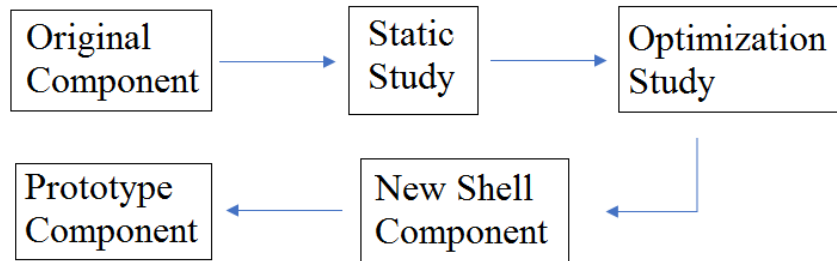 Original
Component
Static
Study
Optimization
Study
New Shell
Component
Prototype
Component